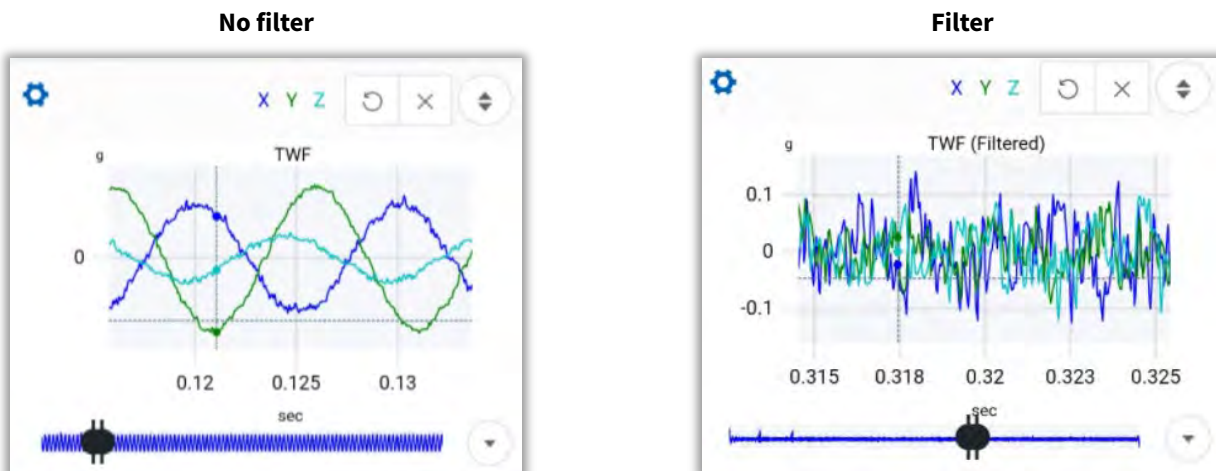 No filter
X Y Z
g
TWF
0
0.12 0.125 0.13
sec
Filter
X Y Z
g
TWF (Filtered)
0.1
0
-0.1
0.315 0.318 0.32 0.323 0.325
sec